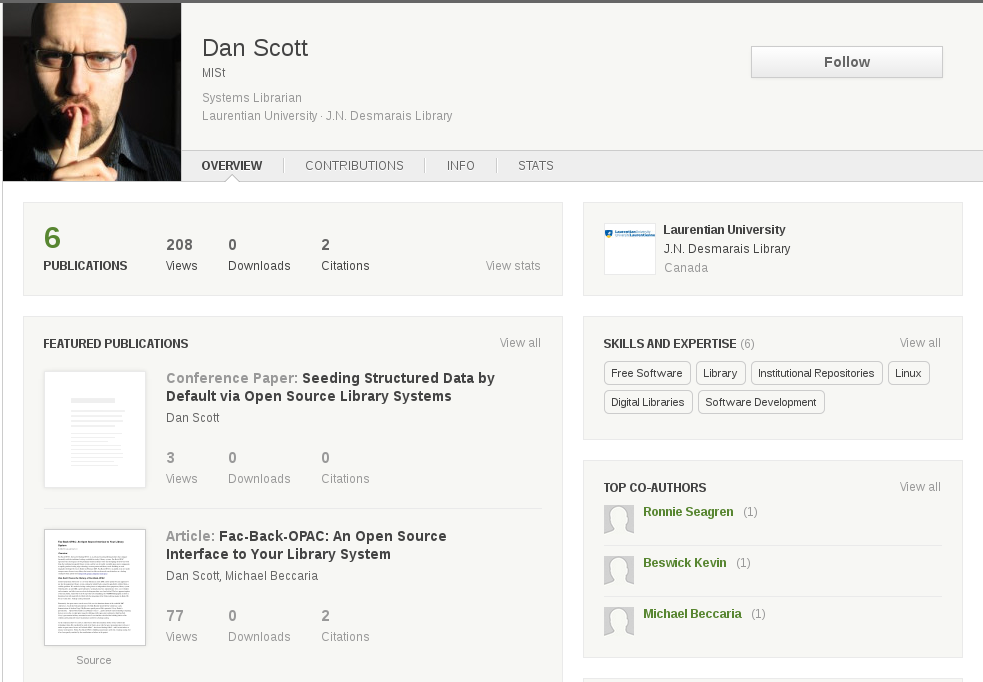 Dan Scott
MISt
Systems Librarian
Laurentian University · J.N. Desmarais Library
Follow
OVERVIEW
CONTRIBUTIONS
INFO
STATS
6
PUBLICATIONS
208
Views
0
Downloads
2
Citations
View stats
FEATURED PUBLICATIONS
View all
Conference Paper: Seeding Structured Data by
Default via Open Source Library Systems
Dan Scott
3
Views
0
Downloads
0
Citations
Article: Fac-Back-OPAC: An Open Source
Interface to Your Library System
Dan Scott, Michael Beccaria
77
Views
0
Downloads
2
Citations
Source
Laurentian University
J.N. Desmarais Library
Canada
SKILLS AND EXPERTISE (6)
View all
Free Software
Library
Institutional Repositories
Linux
Digital Libraries
Software Development
TOP CO-AUTHORS
View all
Ronnie Seagren (1)
Beswick Kevin (1)
Michael Beccaria (1)